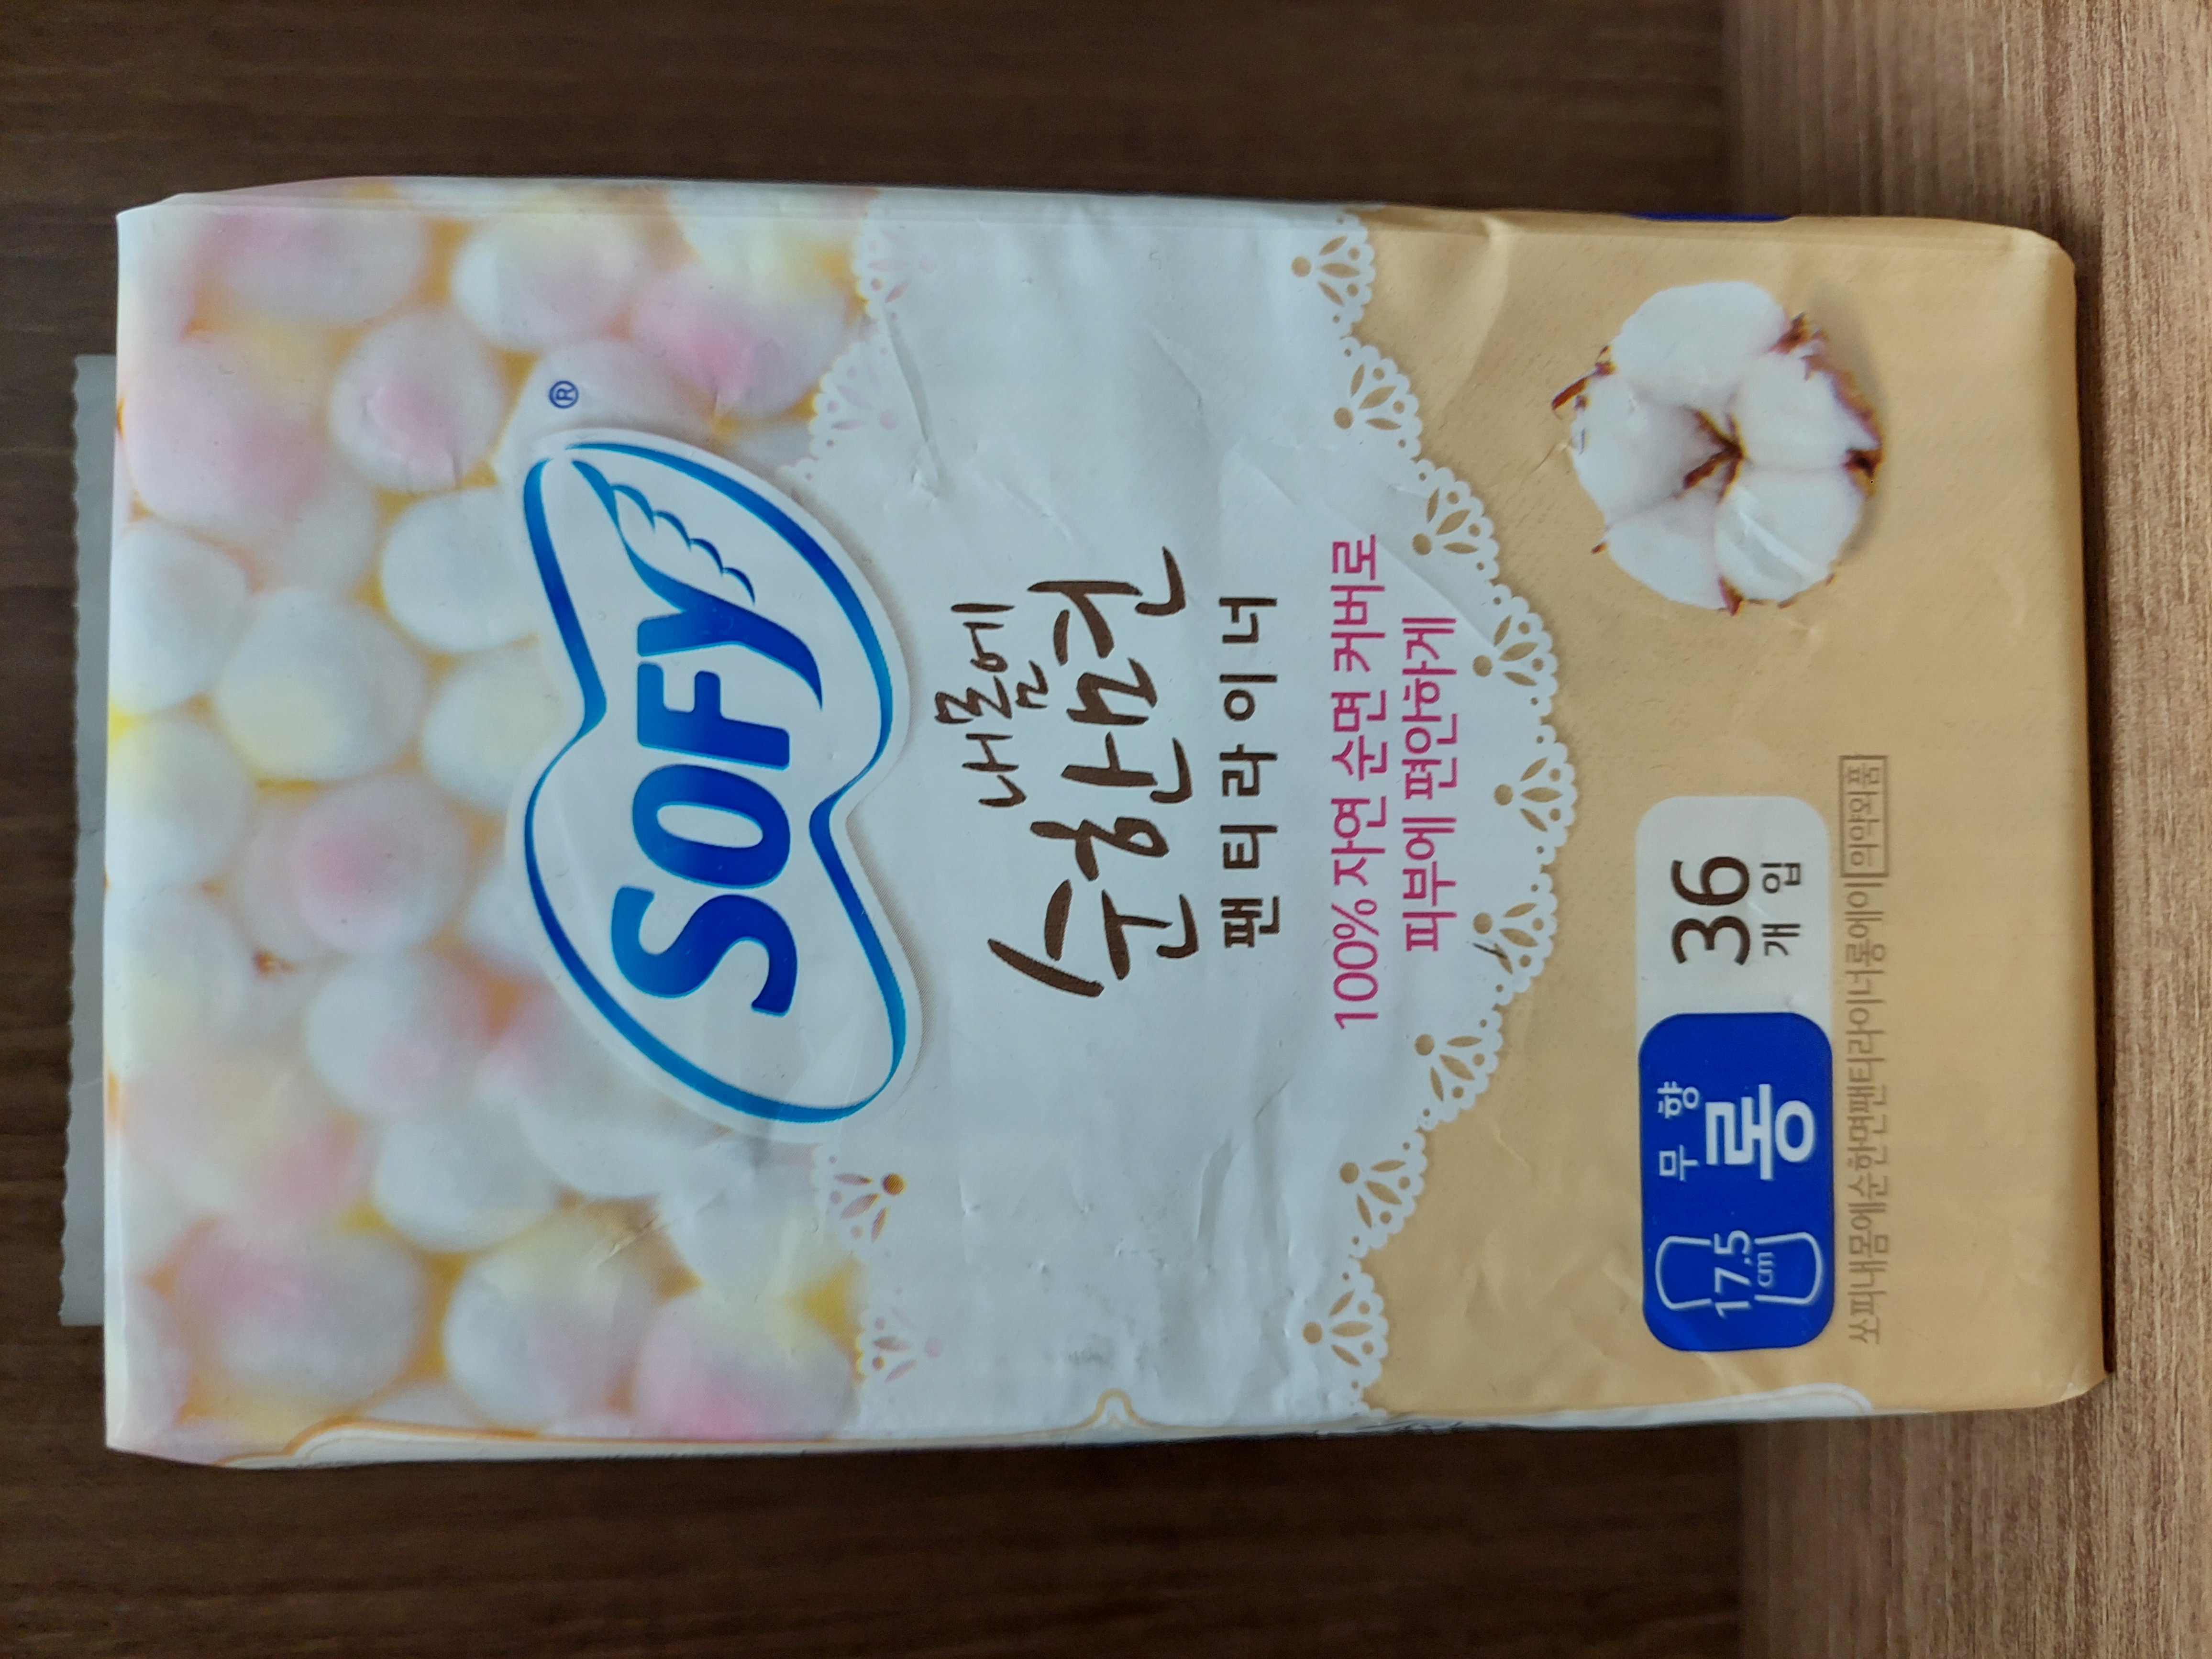 SOFY®
내몸에
순한면
팬티라이너
100% 자연 순면 커버로
피부에 편안하게
17.5
cm
무향
롱
36
개입
쏘피내몸에순한면팬티라이너롱에이 의약외품